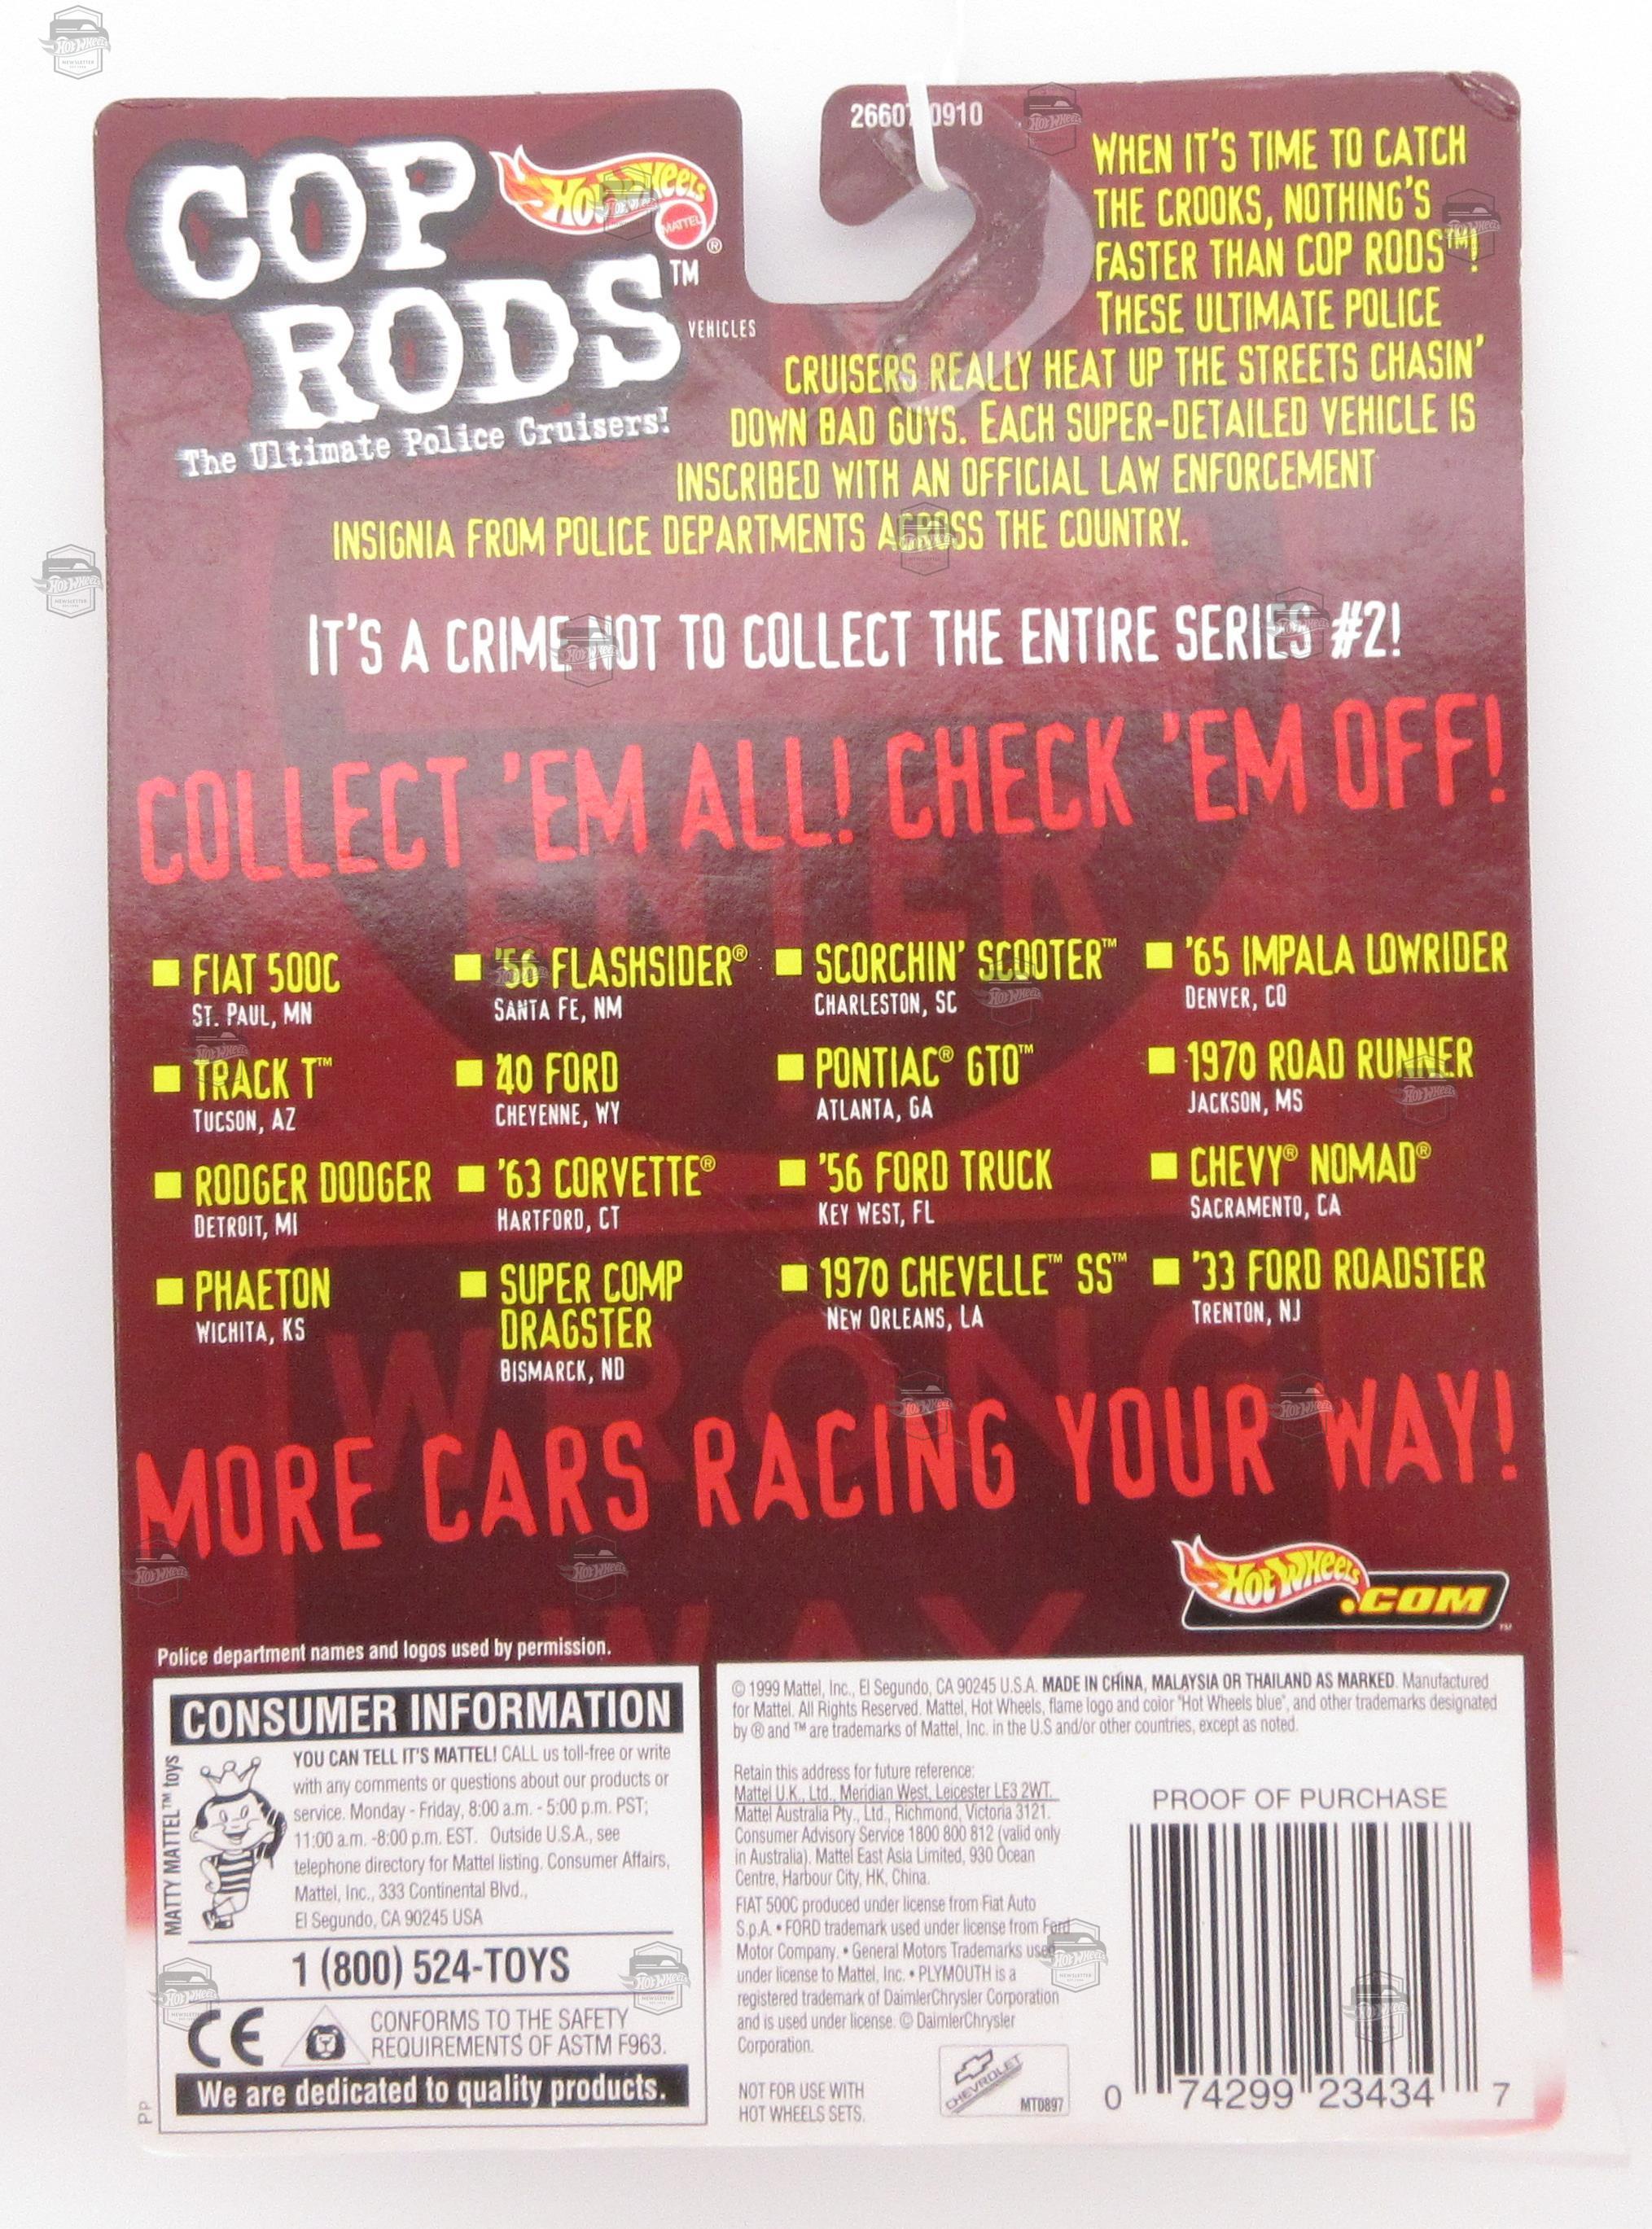 COP
RODS™
VEHICLES
The Ultimate Police Cruisers!
Hot Wheels
MATTEL
®
0910
WHEN IT'S TIME TO CATCH
THE CROOKS, NOTHING'S
FASTER THAN COP RODS™!
THESE ULTIMATE POLICE
CRUISERS REALLY HEAT UP THE STREETS CHASIN'
DOWN BAD GUYS. EACH SUPER-DETAILED VEHICLE IS
INSCRIBED WITH AN OFFICIAL LAW ENFORCEMENT
INSIGNIA FROM POLICE DEPARTMENTS ACROSS THE COUNTRY.
IT'S A CRIME NOT TO COLLECT THE ENTIRE SERIES #2!
COLLECT 'EM ALL! CHECK 'EM OFF!
ENTER
FIAT 500C
ST. PAUL, MN
'56 FLASHSIDER®
SANTA FE, NM
SCORCHIN' SCOOTER™
CHARLESTON, SC
'65 IMPALA LOWRIDER
DENVER, CO
TRACK T™
TUCSON, AZ
'40 FORD
CHEYENNE, WY
PONTIAC® GTO™
ATLANTA, GA
1970 ROAD RUNNER
JACKSON, MS
RODGER DODGER
DETROIT, MI
'63 CORVETTE®
HARTFORD, CT
'56 FORD TRUCK
KEY WEST, FL
CHEVY® NOMAD®
SACRAMENTO, CA
PHAETON
WICHITA, KS
SUPER COMP
DRAGSTER
BISMARCK, ND
1970 CHEVELLE™ SS™
NEW ORLEANS, LA
'33 FORD ROADSTER
TRENTON, NJ
WRONG
WAY
MORE CARS RACING YOUR WAY!
Hot Wheels
.COM
™
Police department names and logos used by permission.
CONSUMER INFORMATION
MATTY MATTEL™ toys
YOU CAN TELL IT'S MATTEL! CALL us toll-free or write
with any comments or questions about our products or
service. Monday - Friday, 8:00 a.m. - 5:00 p.m. PST;
11:00 a.m. -8:00 p.m. EST. Outside U.S.A., see
telephone directory for Mattel listing. Consumer Affairs,
Mattel, Inc., 333 Continental Blvd.,
El Segundo, CA 90245 USA
1 (800) 524-TOYS
CE
CONFORMS TO THE SAFETY
REQUIREMENTS OF ASTM F963.
We are dedicated to quality products.
PP
© 1999 Mattel, Inc., El Segundo, CA 90245 U.S.A. MADE IN CHINA, MALAYSIA OR THAILAND AS MARKED. Manufactured
for Mattel. All Rights Reserved. Mattel, Hot Wheels, flame logo and color "Hot Wheels blue", and other trademarks designated
by ® and ™ are trademarks of Mattel, Inc. in the U.S and/or other countries, except as noted.
Retain this address for future reference:
Mattel U.K., Ltd., Meridian West, Leicester LE3 2WT.
Mattel Australia Pty., Ltd., Richmond, Victoria 3121.
Consumer Advisory Service 1800 800 812 (valid only
in Australia). Mattel East Asia Limited, 930 Ocean
Centre, Harbour City, HK, China.
FIAT 500C produced under license from Fiat Auto
S.p.A. • FORD trademark used under license from Ford
Motor Company. • General Motors Trademarks used
under license to Mattel, Inc. • PLYMOUTH is a
registered trademark of DaimlerChrysler Corporation
and is used under license. © DaimlerChrysler
Corporation.
NOT FOR USE WITH
HOT WHEELS SETS.
CHEVROLET
MT0897
PROOF OF PURCHASE
0 74299 23434 7